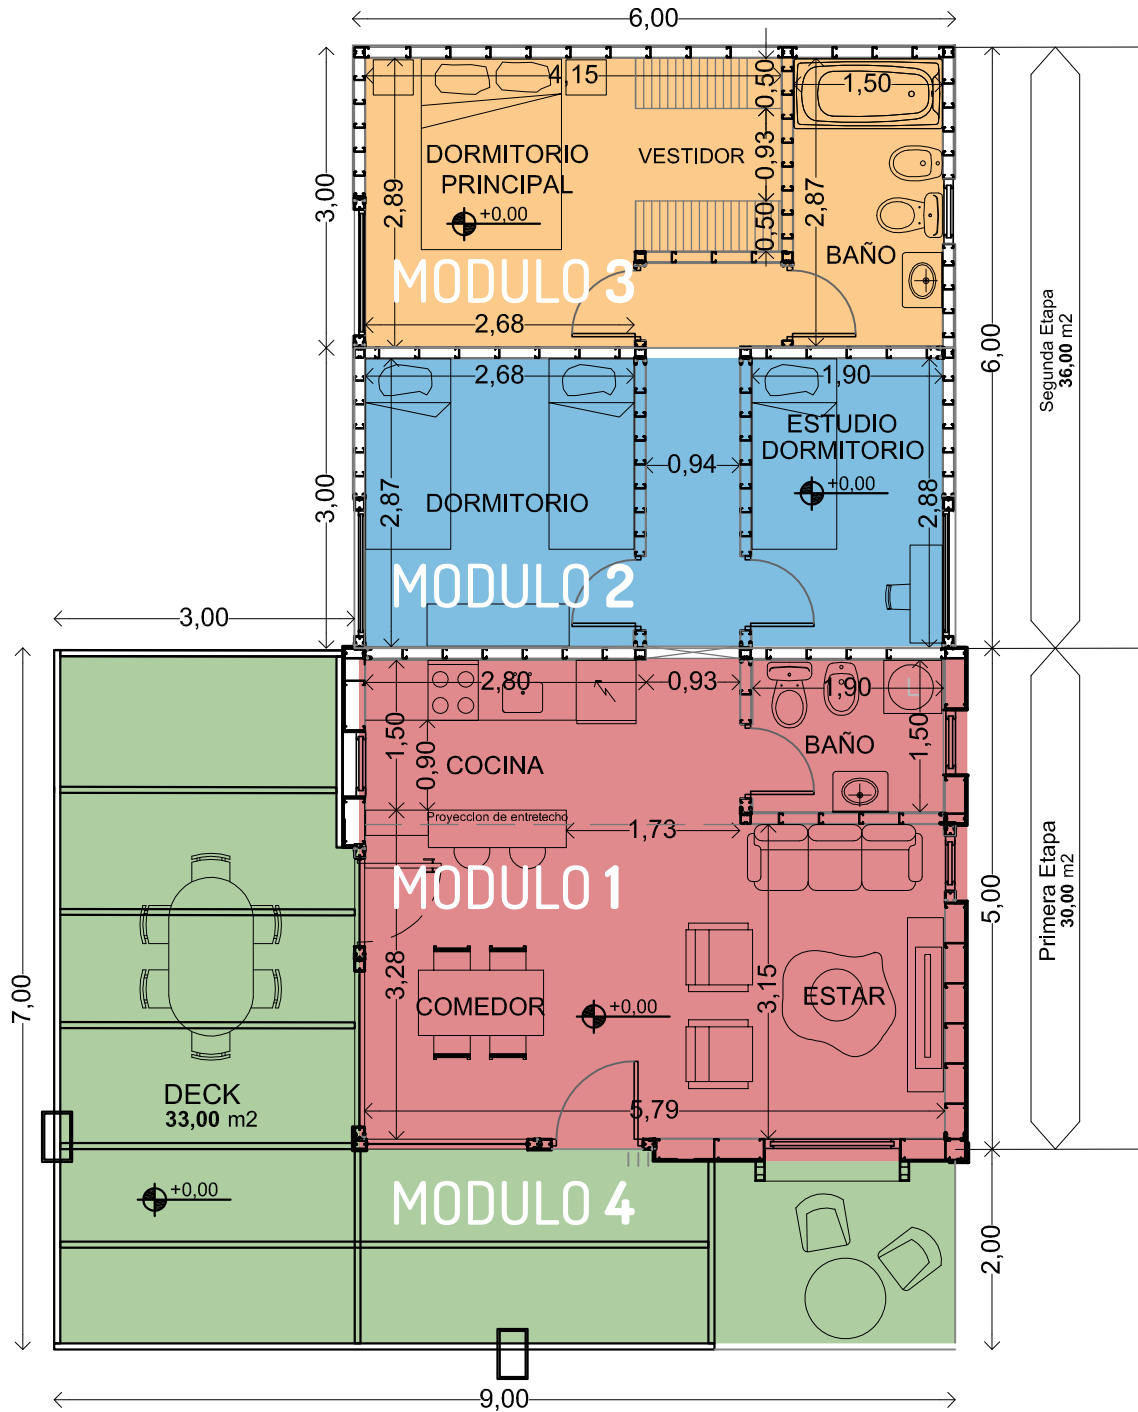 6,00
4,15
0,50
1,50
3,00
2,89
DORMITORIO
PRINCIPAL
VESTIDOR
0,93
2,87
+0,00
0,50
BAÑO
MODULO 3
2,68
6,00
Segunda Etapa
36,00 m2
2,68
1,90
ESTUDIO
DORMITORIO
0,94
+0,00
3,00
2,87
DORMITORIO
2,88
MODULO 2
3,00
2,80
0,93
1,90
L
1,50
0,90
COCINA
BAÑO
1,50
Proyeccion de entretecho
1,73
MODULO 1
5,00
Primera Etapa
30,00 m2
7,00
3,28
COMEDOR
+0,00
3,15
ESTAR
DECK
33,00 m2
5,79
+0,00
MODULO 4
2,00
9,00